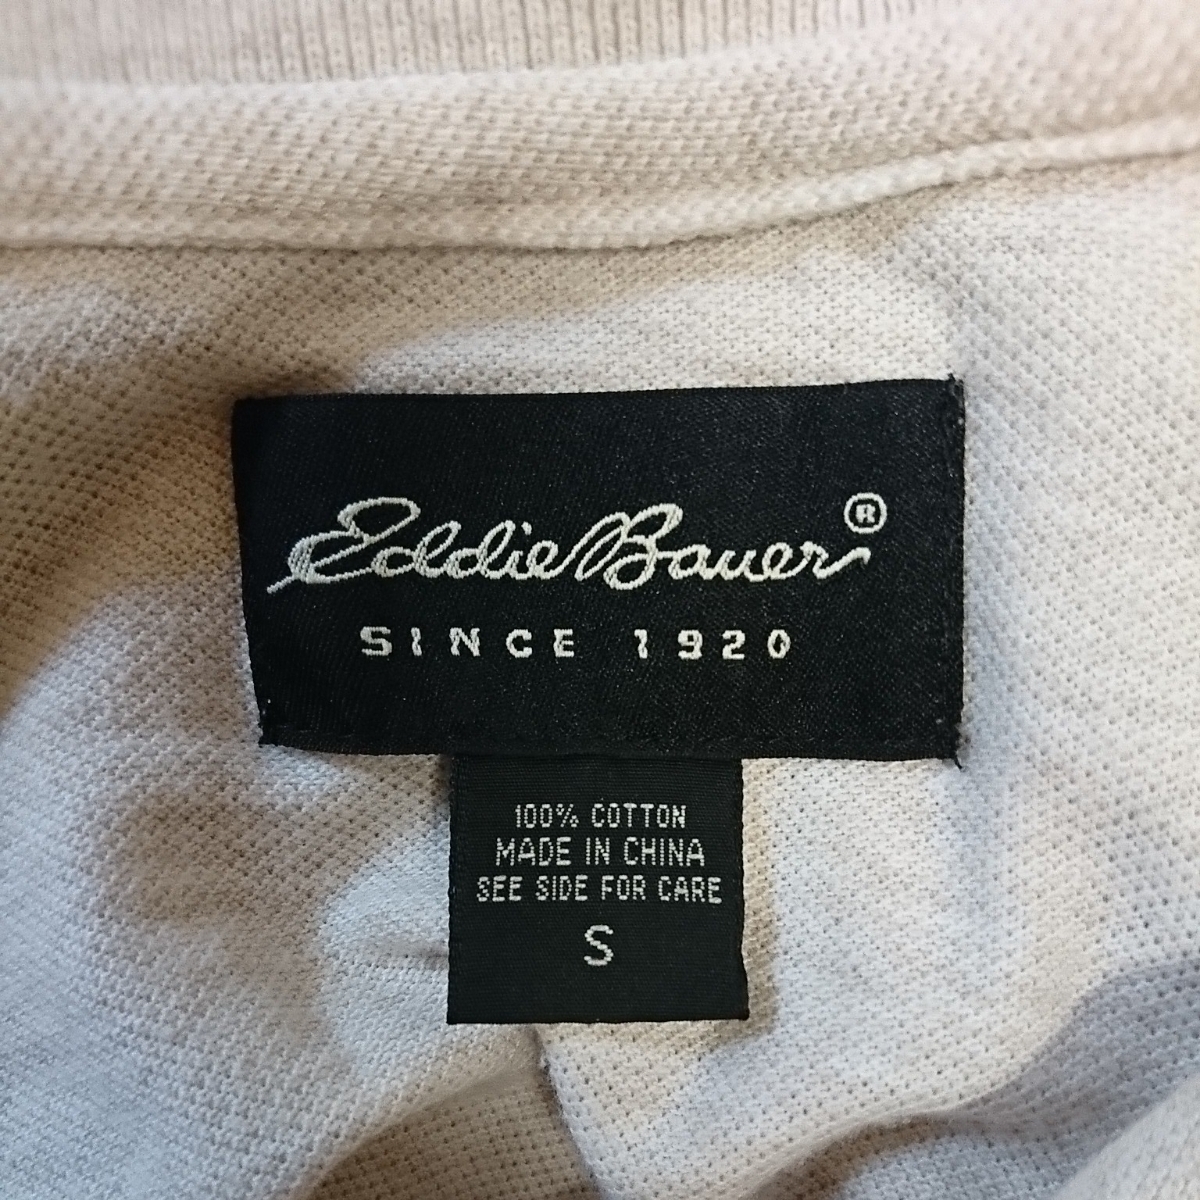 Eddie Bauer®
SINCE 1920
100% COTTON
MADE IN CHINA
SEE SIDE FOR CARE
S